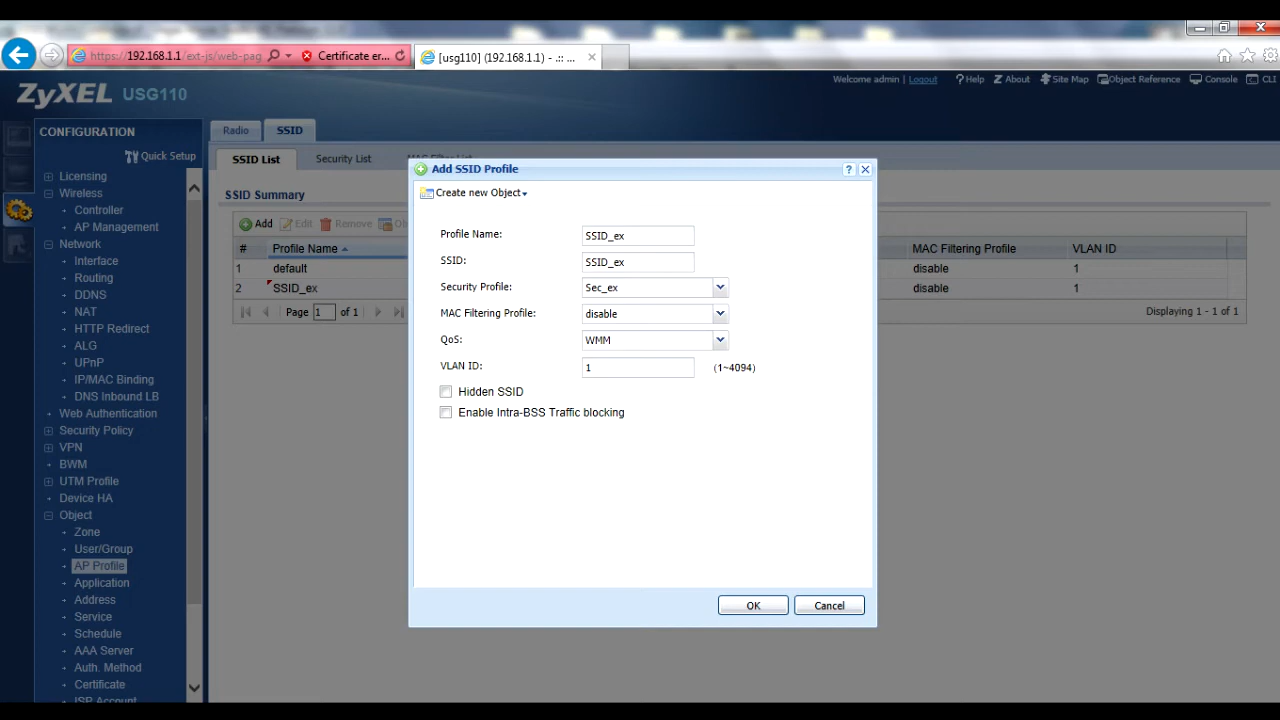 https://192.168.1.1/ext-js/web-pag
Certificate er...
[usg110] (192.168.1.1) - .:: ...
ZyXEL USG110
Welcome admin | Logout
? Help
About
Site Map
Object Reference
Console
CLI
CONFIGURATION
Quick Setup
Licensing
Wireless
Controller
AP Management
Network
Interface
Routing
DDNS
NAT
HTTP Redirect
ALG
UPnP
IP/MAC Binding
DNS Inbound LB
Web Authentication
Security Policy
VPN
BWM
UTM Profile
Device HA
Object
Zone
User/Group
AP Profile
Application
Address
Service
Schedule
AAA Server
Auth. Method
Certificate
ISP Account
Radio
SSID
SSID List
Security List
MAC Filter List
SSID Summary
Add
Edit
Remove
Ob
# Profile Name MAC Filtering Profile VLAN ID
1 default disable 1
2 SSID_ex disable 1
Page 1 of 1
Displaying 1 - 1 of 1
Add SSID Profile
?
Create new Object
Profile Name: SSID_ex
SSID: SSID_ex
Security Profile: Sec_ex
MAC Filtering Profile: disable
QoS: WMM
VLAN ID: 1 (1~4094)
Hidden SSID
Enable Intra-BSS Traffic blocking
OK
Cancel